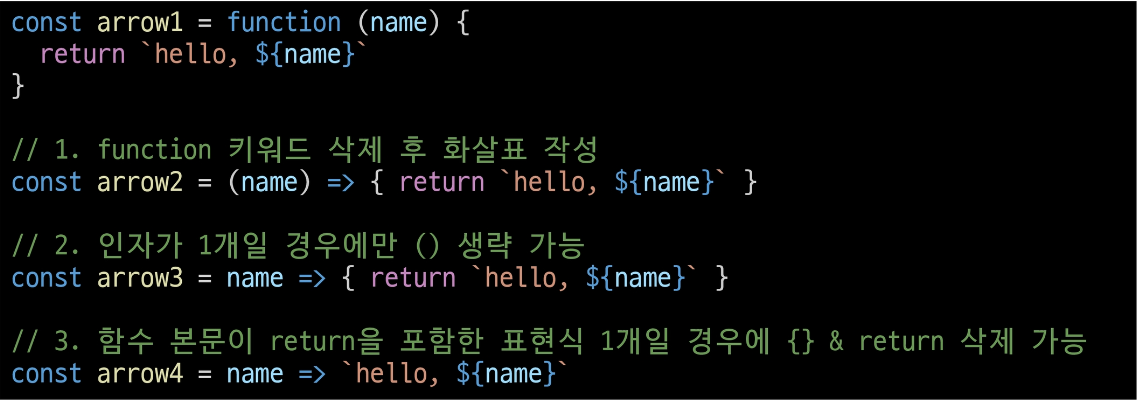 const arrow1 = function (name) {
  return `hello, ${name}`
}
// 1. function 키워드 삭제 후 화살표 작성
const arrow2 = (name) => { return `hello, ${name}` }
// 2. 인자가 1개일 경우에만 () 생략 가능
const arrow3 = name => { return `hello, ${name}` }
// 3. 함수 본문이 return을 포함한 표현식 1개일 경우에 {} & return 삭제 가능
const arrow4 = name => `hello, ${name}`